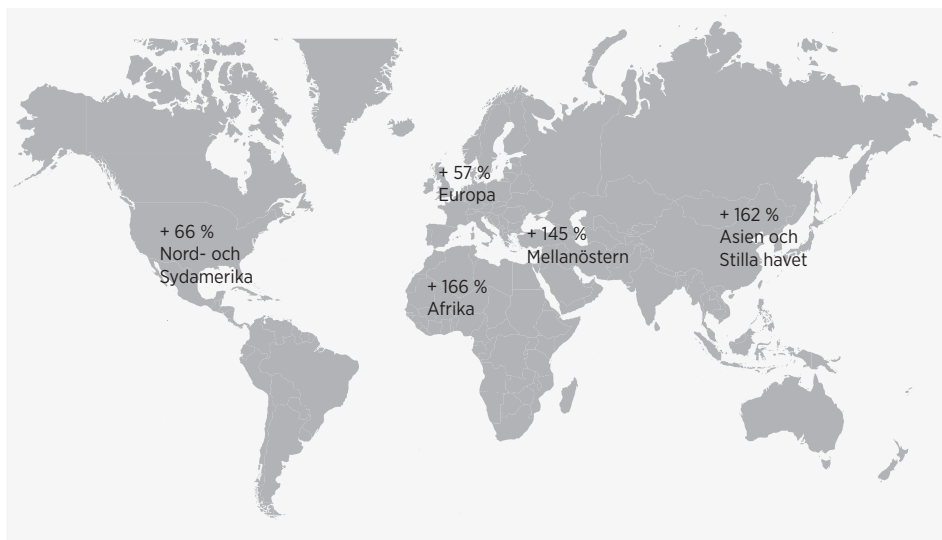 + 57 %
Europa
+ 66 %
Nord- och
Sydamerika
+ 145 %
Mellanöstern
+ 162 %
Asien och
Stilla havet
+ 166 %
Afrika